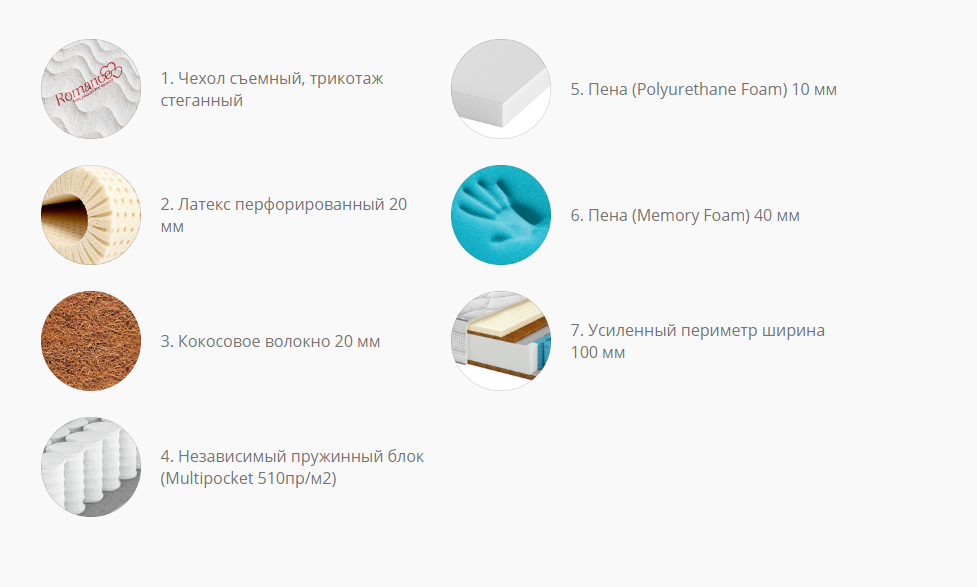 Romance
1. Чехол съемный, трикотаж
стеганный
2. Латекс перфорированный 20
мм
3. Кокосовое волокно 20 мм
4. Независимый пружинный блок
(Multipocket 510пр/м2)
5. Пена (Polyurethane Foam) 10 мм
6. Пена (Memory Foam) 40 мм
7. Усиленный периметр ширина
100 мм